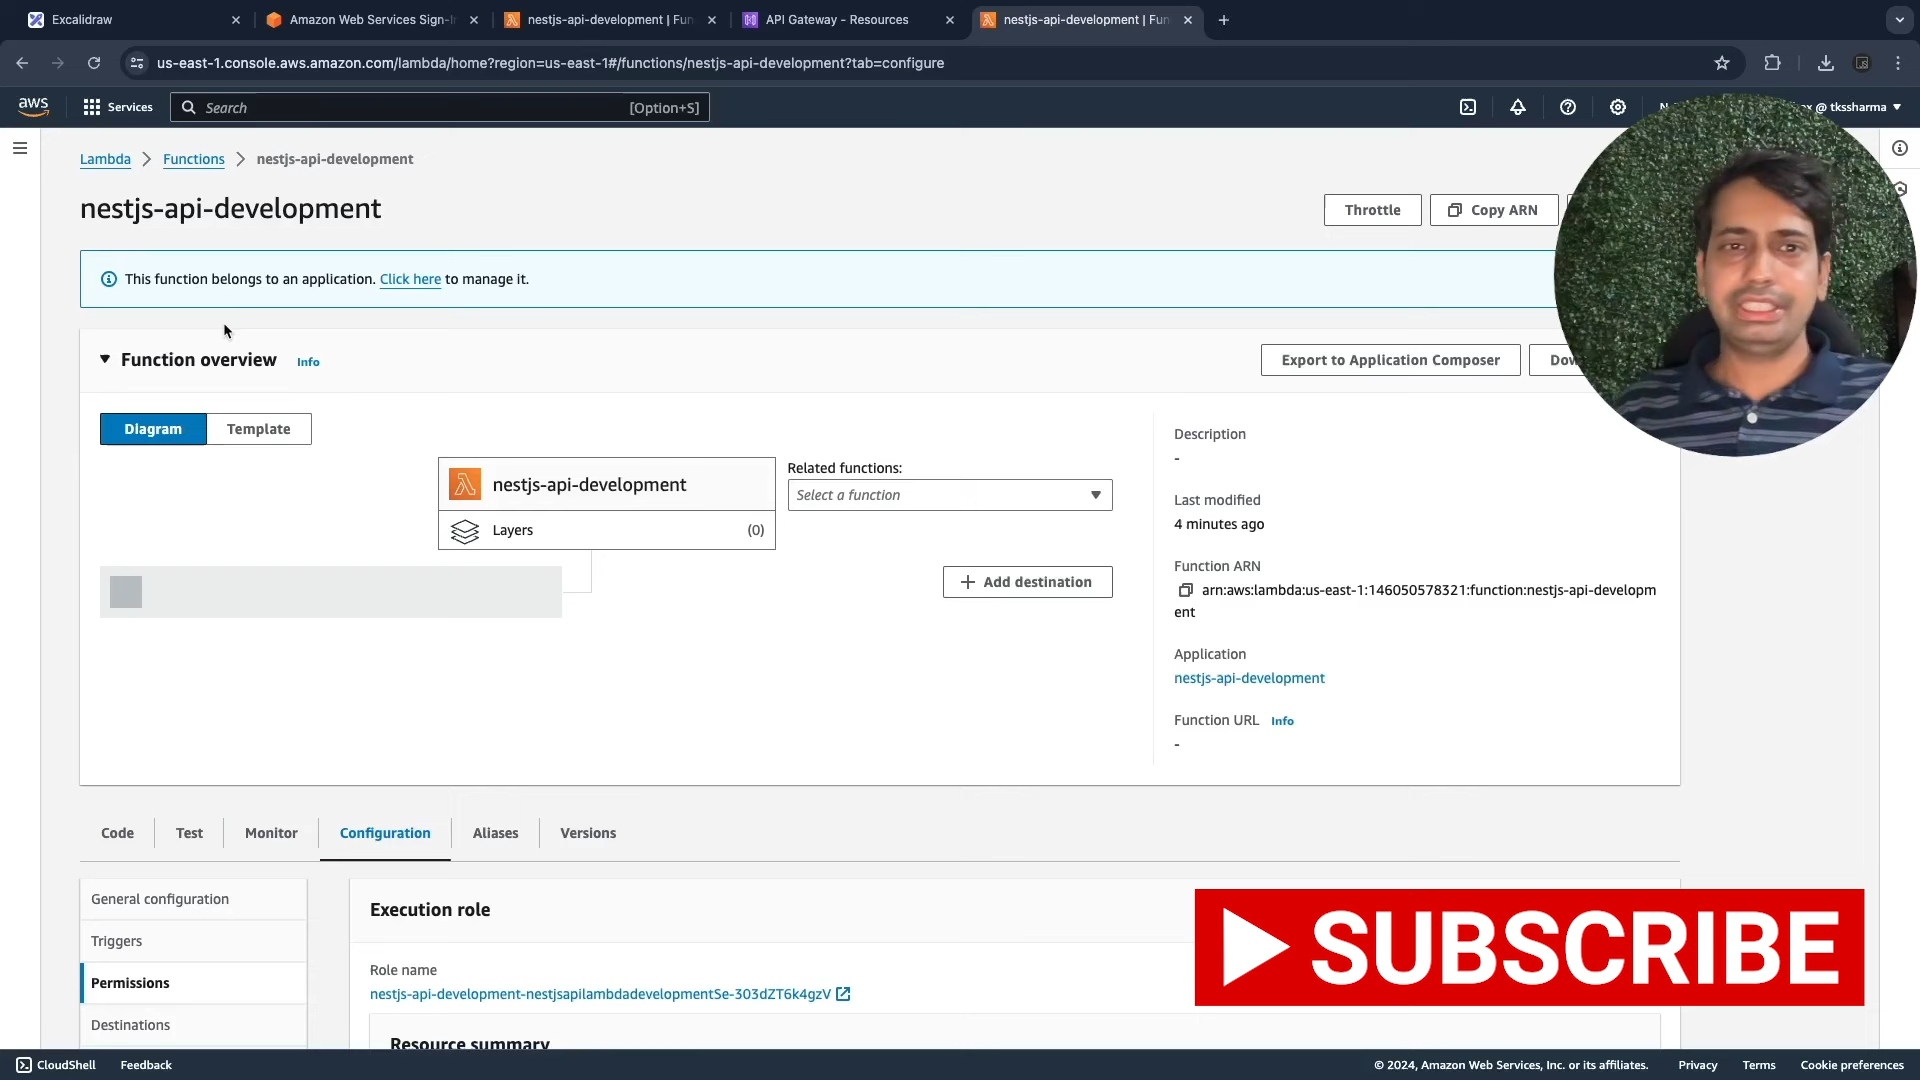 Excalidraw
Amazon Web Services Sign-I
nestjs-api-development | Fun
API Gateway - Resources
nestjs-api-development | Fun
us-east-1.console.aws.amazon.com/lambda/home?region=us-east-1#/functions/nestjs-api-development?tab=configure
aws
Services
Search
[Option+S]
@ tkssharma
Lambda
Functions
nestjs-api-development
nestjs-api-development
Throttle
Copy ARN
This function belongs to an application. Click here to manage it.
Function overview
Info
Export to Application Composer
Diagram
Template
nestjs-api-development
Layers
(0)
Related functions:
Select a function
Add destination
Description
-
Last modified
4 minutes ago
Function ARN
arn:aws:lambda:us-east-1:146050578321:function:nestjs-api-developm
ent
Application
nestjs-api-development
Function URL Info
-
Code
Test
Monitor
Configuration
Aliases
Versions
General configuration
Triggers
Permissions
Destinations
Execution role
Role name
nestjs-api-development-nestjsapilambdadevelopmentSe-303dZT6k4gzV
Resource summary
SUBSCRIBE
CloudShell
Feedback
© 2024, Amazon Web Services, Inc. or its affiliates.
Privacy
Terms
Cookie preferences